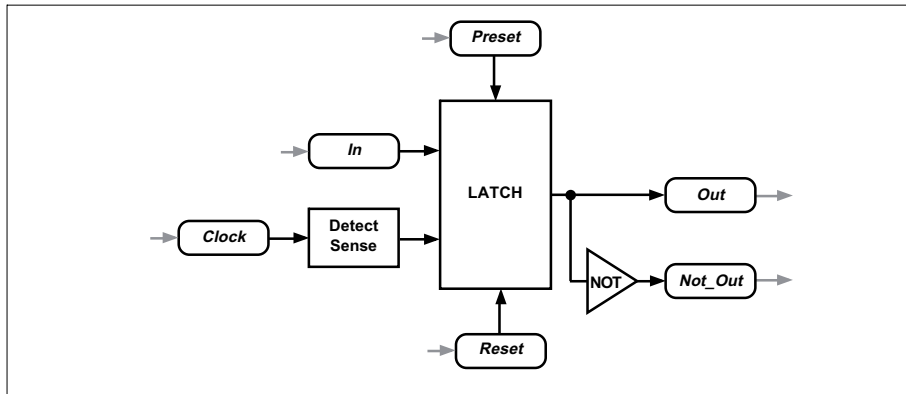 Preset
In
LATCH
Out
Clock
Detect
Sense
NOT
Not_Out
Reset